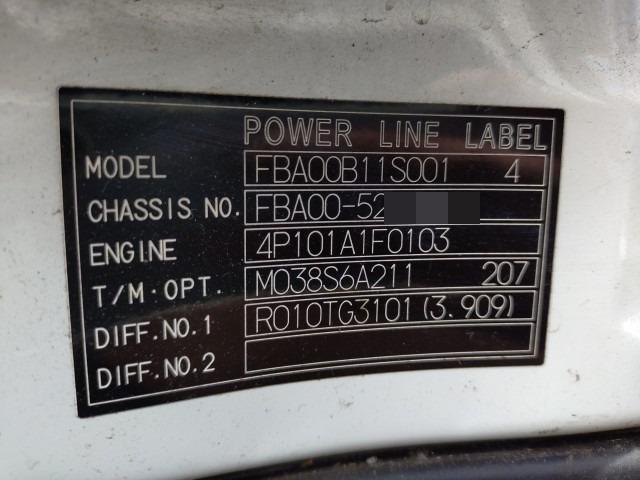 POWER LINE LABEL
MODEL FBA00B11S001 4
CHASSIS NO. FBA00-52
ENGINE 4P101A1F0103
T/M·OPT. M038S6A211 207
DIFF.NO.1 R010TG3101(3.909)
DIFF.NO.2